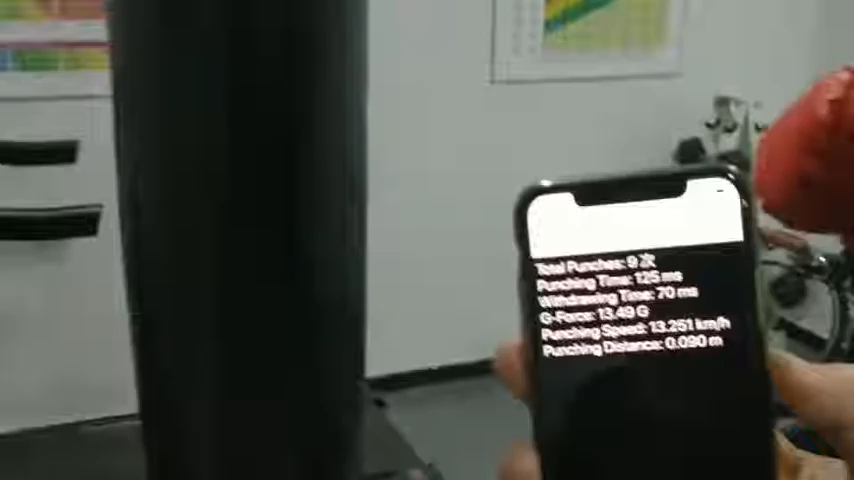 Total Punches: 9 次
Punching Time: 125 ms
Withdrawing Time: 70 ms
G-Force: 13.49 G
Punching Speed: 13.251 km/h
Punching Distance: 0.090 m